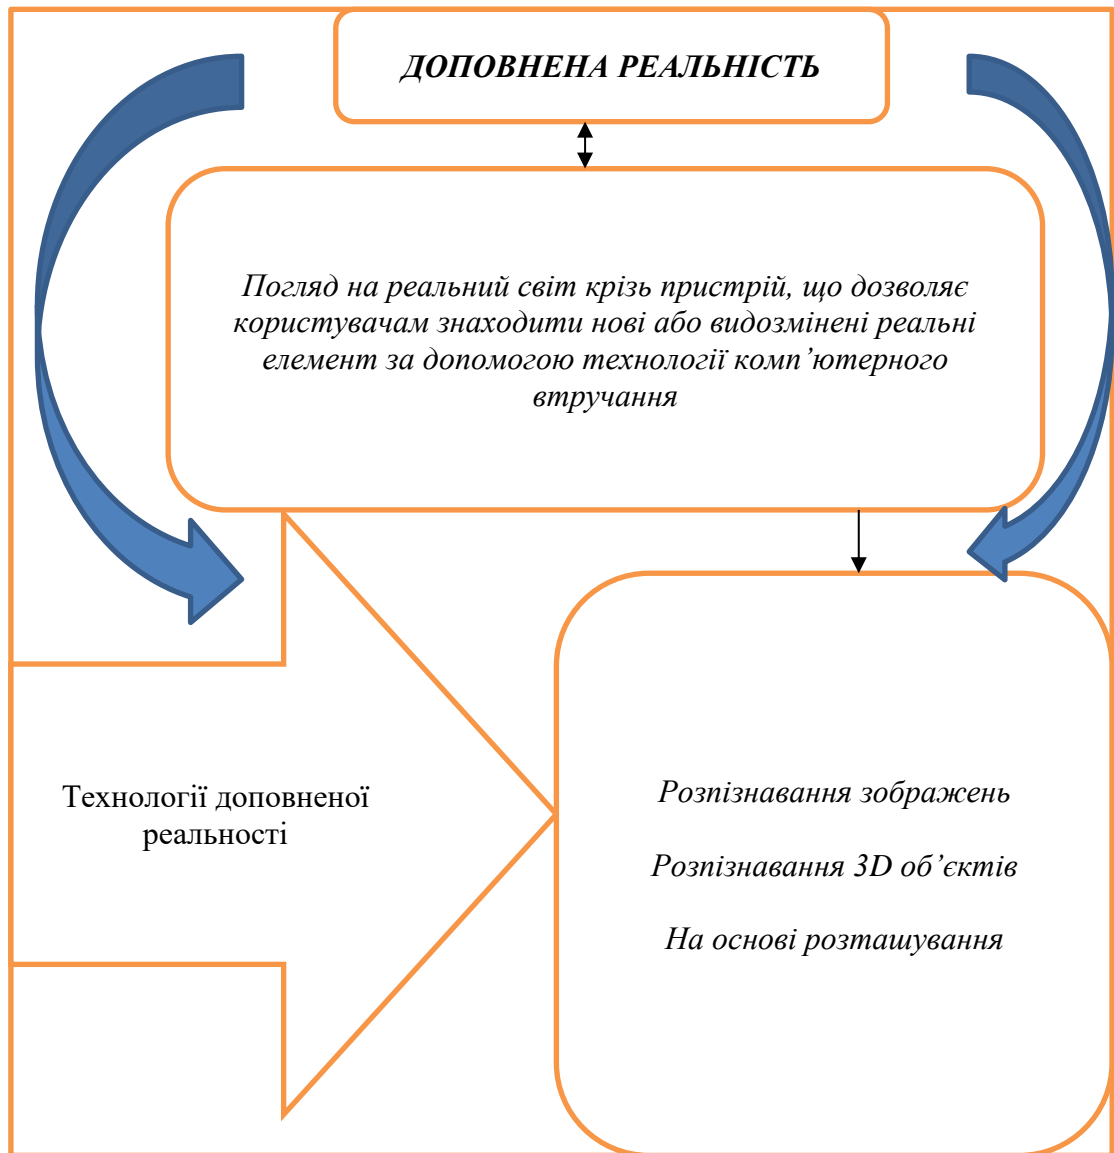 ДОПОВНЕНА РЕАЛЬНІСТЬ
Погляд на реальний світ крізь пристрій, що дозволяє
користувачам знаходити нові або видозмінені реальні
елемент за допомогою технології комп’ютерного
втручання
Технології доповненої
реальності
Розпізнавання зображень
Розпізнавання 3D об’єктів
На основі розташування